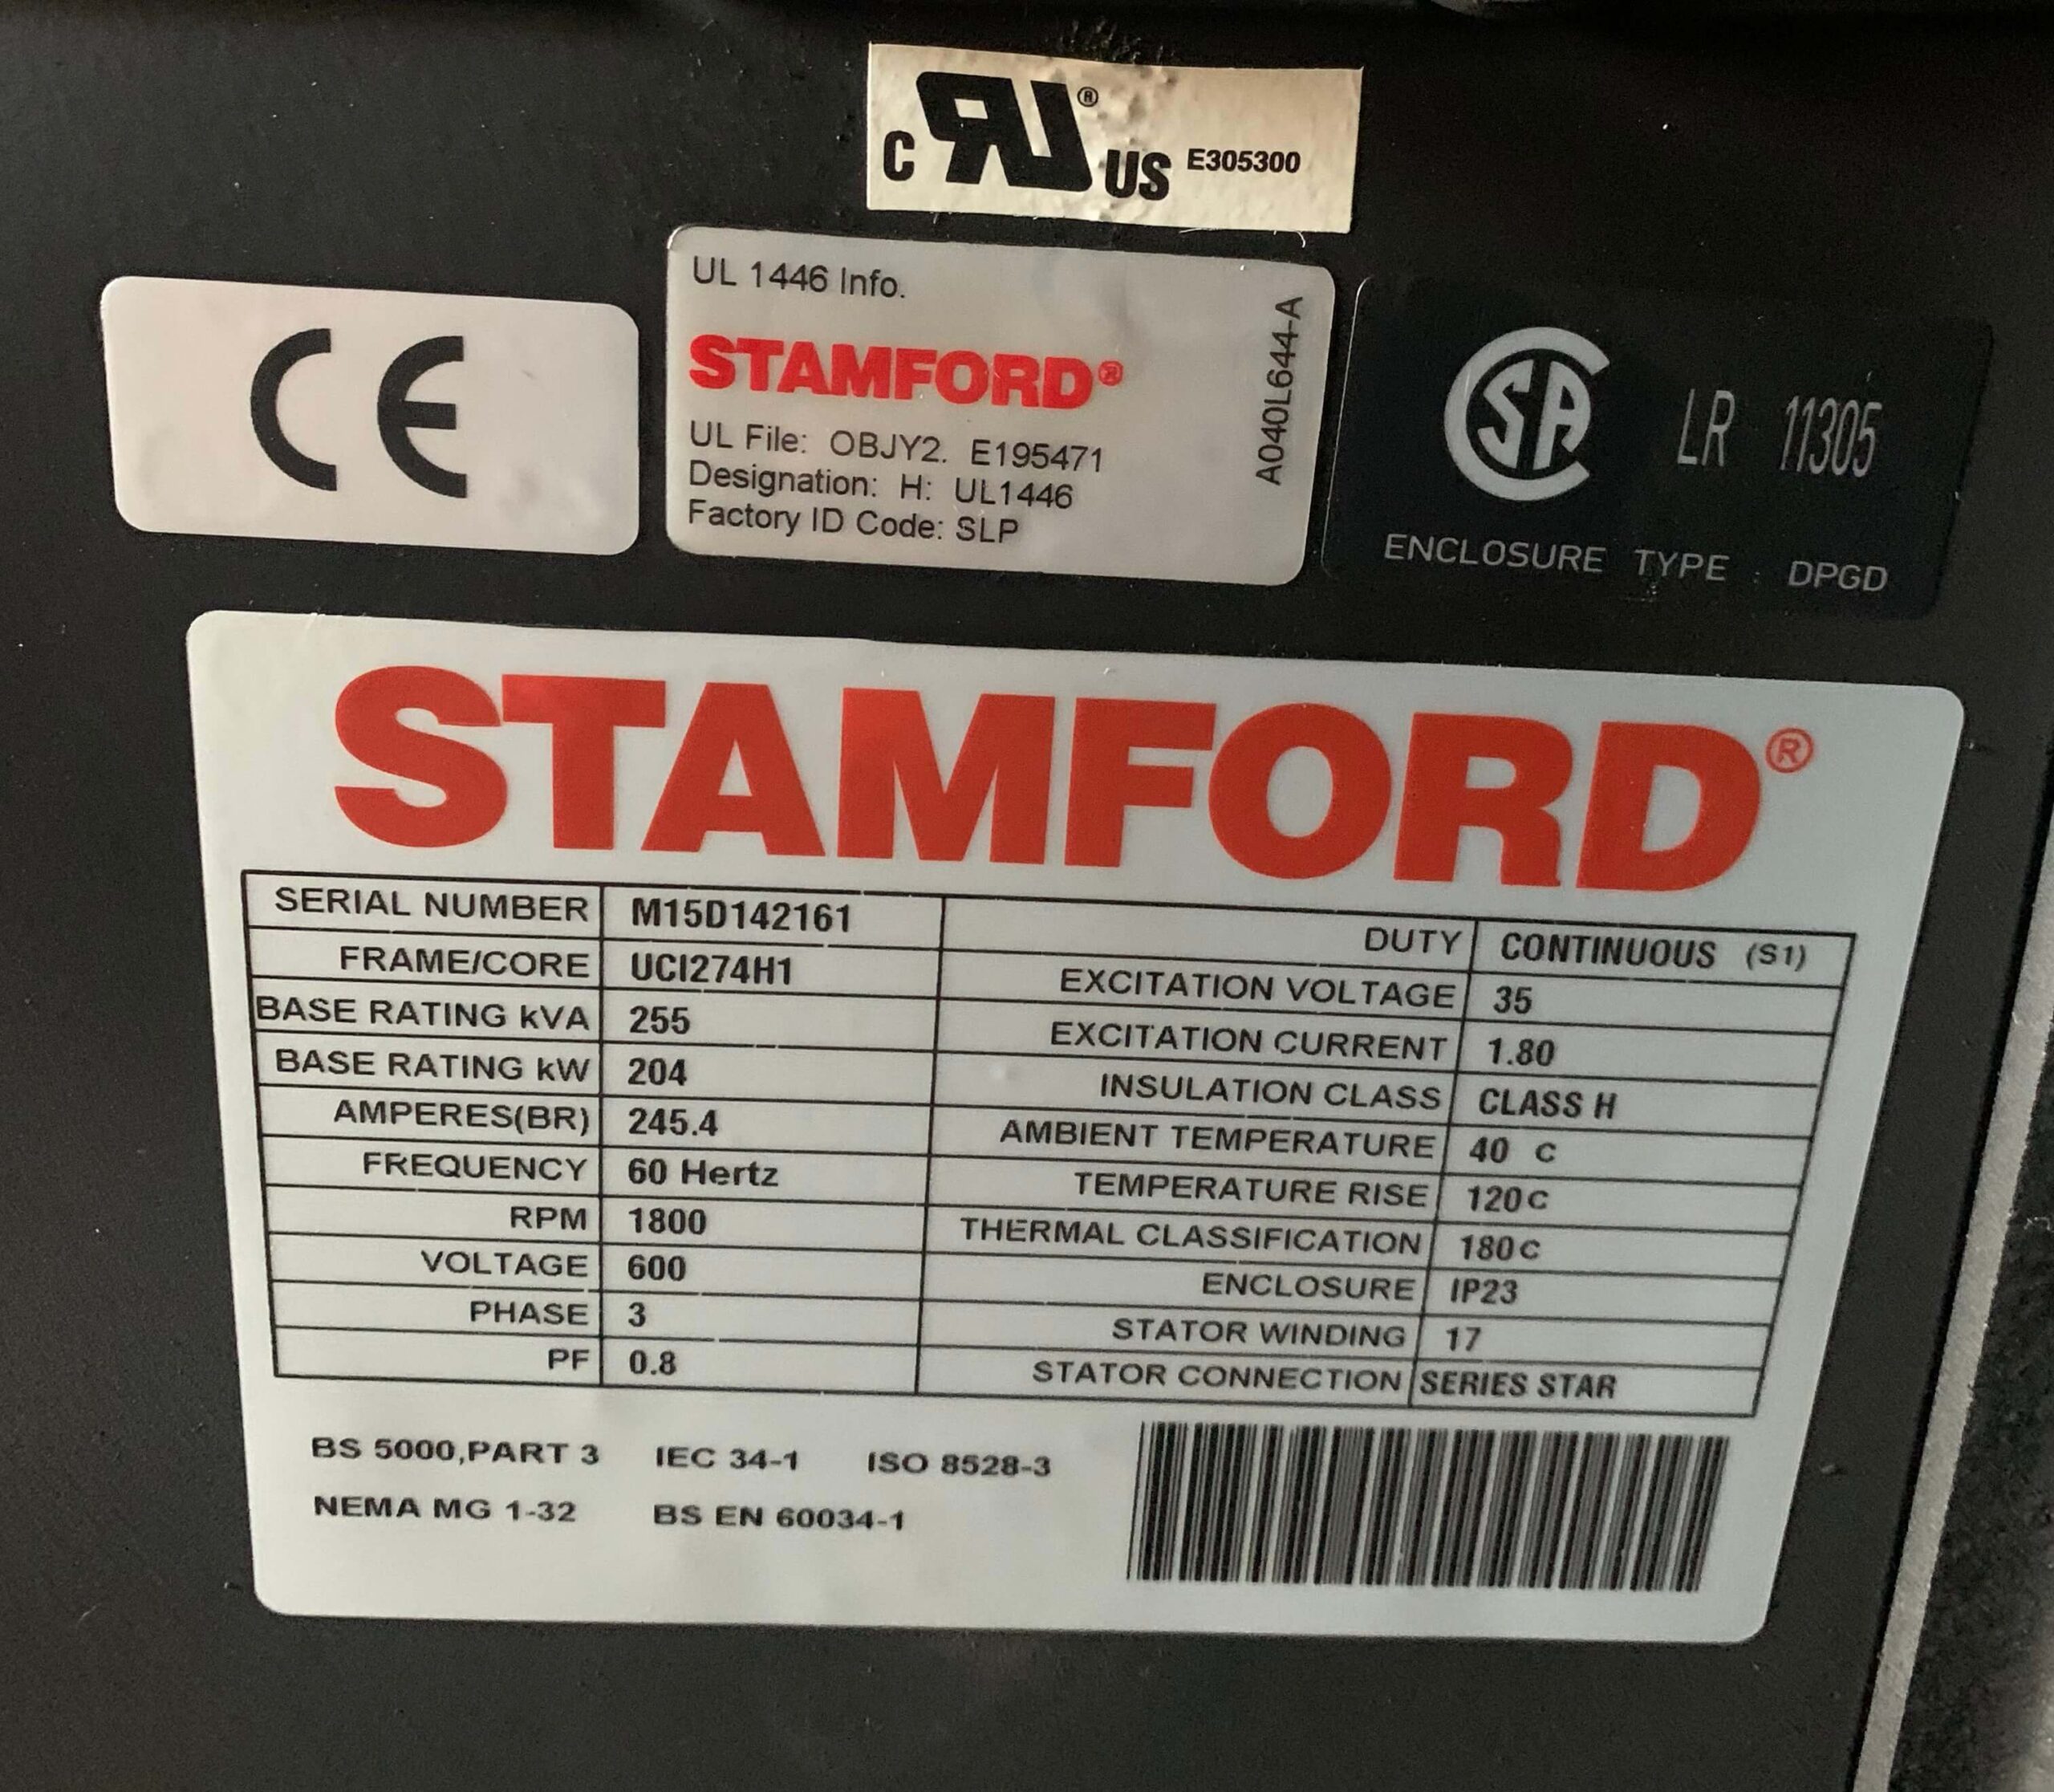 C RU® US E305300
UL 1446 Info.
STAMFORD®
UL File: OBJY2. E195471
Designation: H: UL1446
Factory ID Code: SLP
A040L644-A
CE
SA LR 11305
ENCLOSURE TYPE : DPGD
STAMFORD®
SERIAL NUMBER M15D142161
FRAME/CORE UCI274H1
BASE RATING kVA 255
BASE RATING kW 204
AMPERES(BR) 245.4
FREQUENCY 60 Hertz
RPM 1800
VOLTAGE 600
PHASE 3
PF 0.8
DUTY CONTINUOUS (S1)
EXCITATION VOLTAGE 35
EXCITATION CURRENT 1.80
INSULATION CLASS CLASS H
AMBIENT TEMPERATURE 40 C
TEMPERATURE RISE 120C
THERMAL CLASSIFICATION 180C
ENCLOSURE IP23
STATOR WINDING 17
STATOR CONNECTION SERIES STAR
BS 5000,PART 3 IEC 34-1 ISO 8528-3
NEMA MG 1-32 BS EN 60034-1